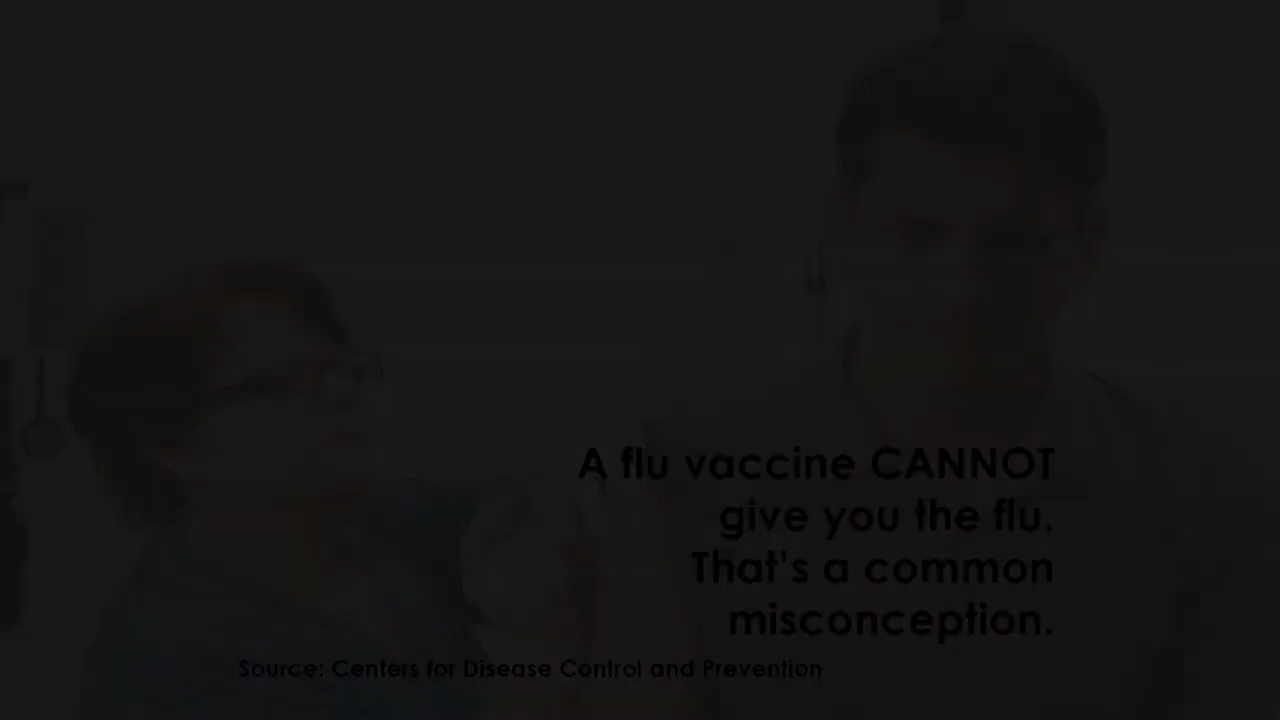 A flu vaccine CANNOT
give you the flu.
That's a common
misconception.
Source: Centers for Disease Control and Prevention